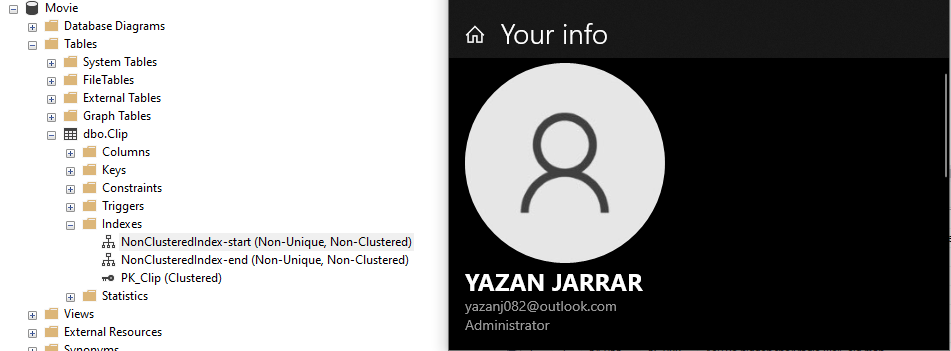 Movie
Database Diagrams
Tables
System Tables
FileTables
External Tables
Graph Tables
dbo.Clip
Columns
Keys
Constraints
Triggers
Indexes
NonClusteredIndex-start (Non-Unique, Non-Clustered)
NonClusteredIndex-end (Non-Unique, Non-Clustered)
PK_Clip (Clustered)
Statistics
Views
External Resources
Synonyms
Your info
YAZAN JARRAR
yazanj082@outlook.com
Administrator